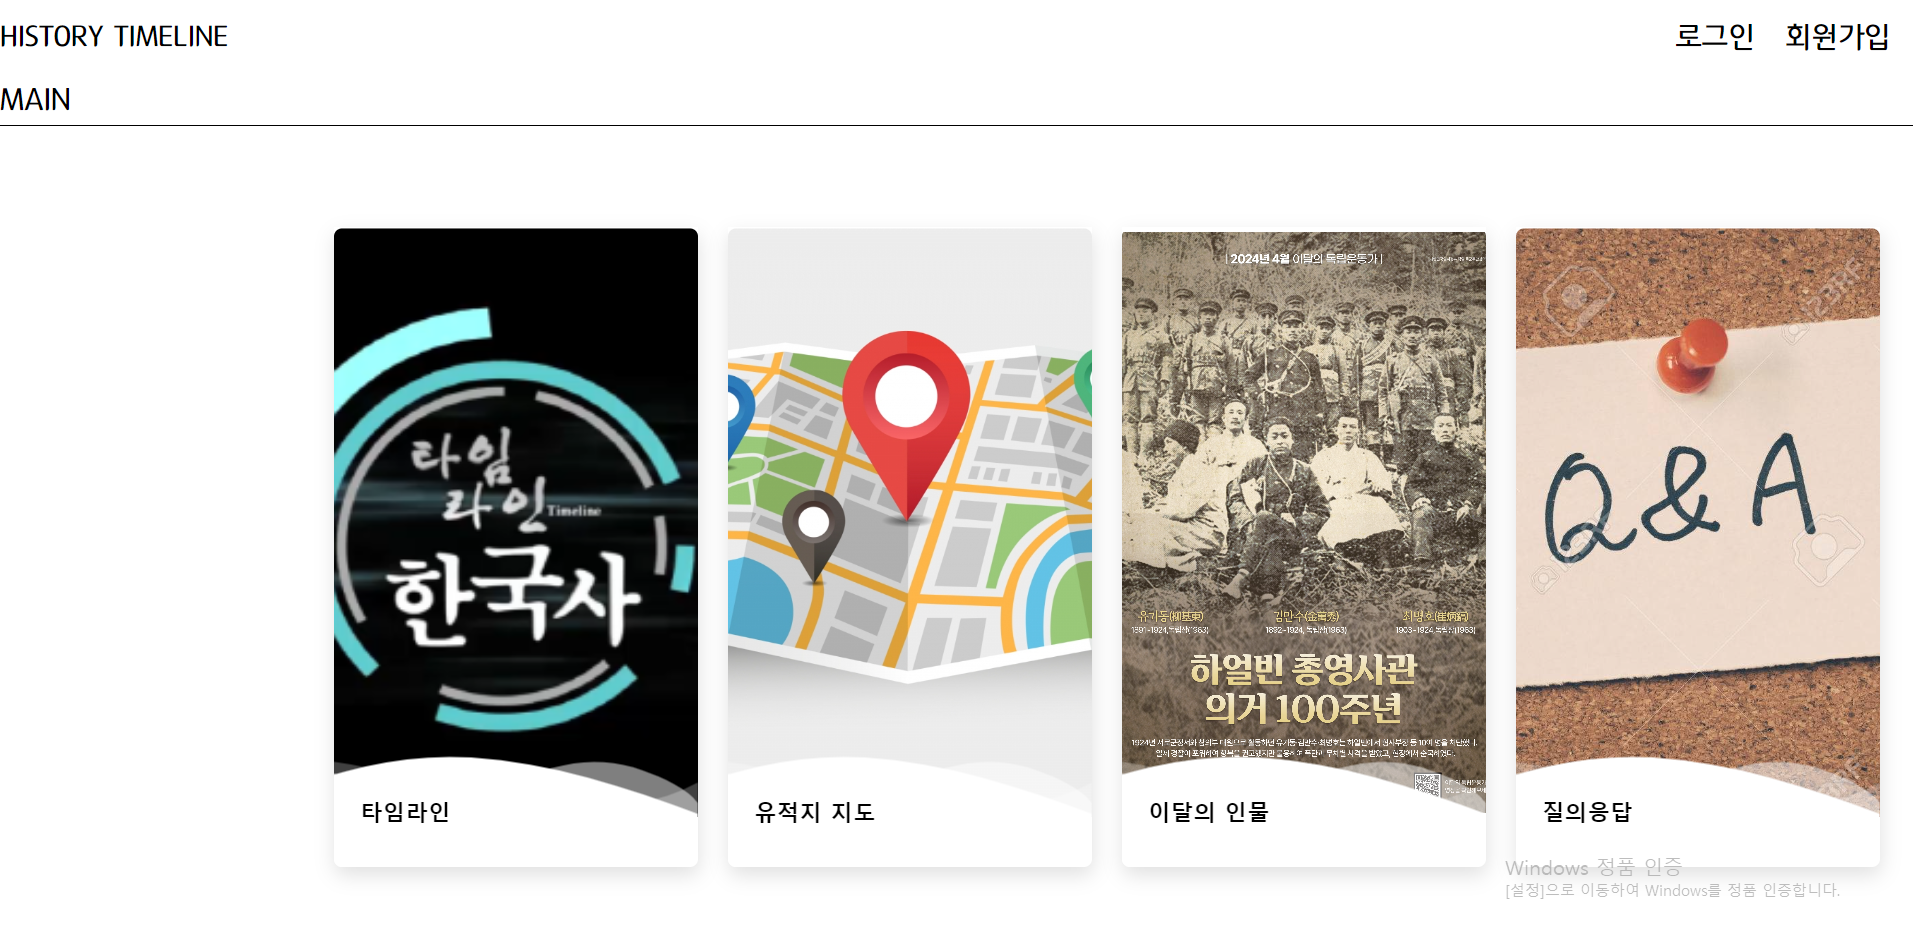 HISTORY TIMELINE
로그인 회원가입
MAIN
타임
라인 Timeline
한국사
타임라인
유적지 지도
| 2024년 4월 이달의 독립운동가 |
유기동(柳基東) 김만수(金萬秀) 최병호(崔炳鎬)
1891~1924, 독립장(1963) 1892~1924, 독립장(1963) 1903~1924, 독립장(1963)
하얼빈 총영사관
의거 100주년
이달의 인물
Q & A
123RF
질의응답
Windows 정품 인증
[설정]으로 이동하여 Windows를 정품 인증합니다.